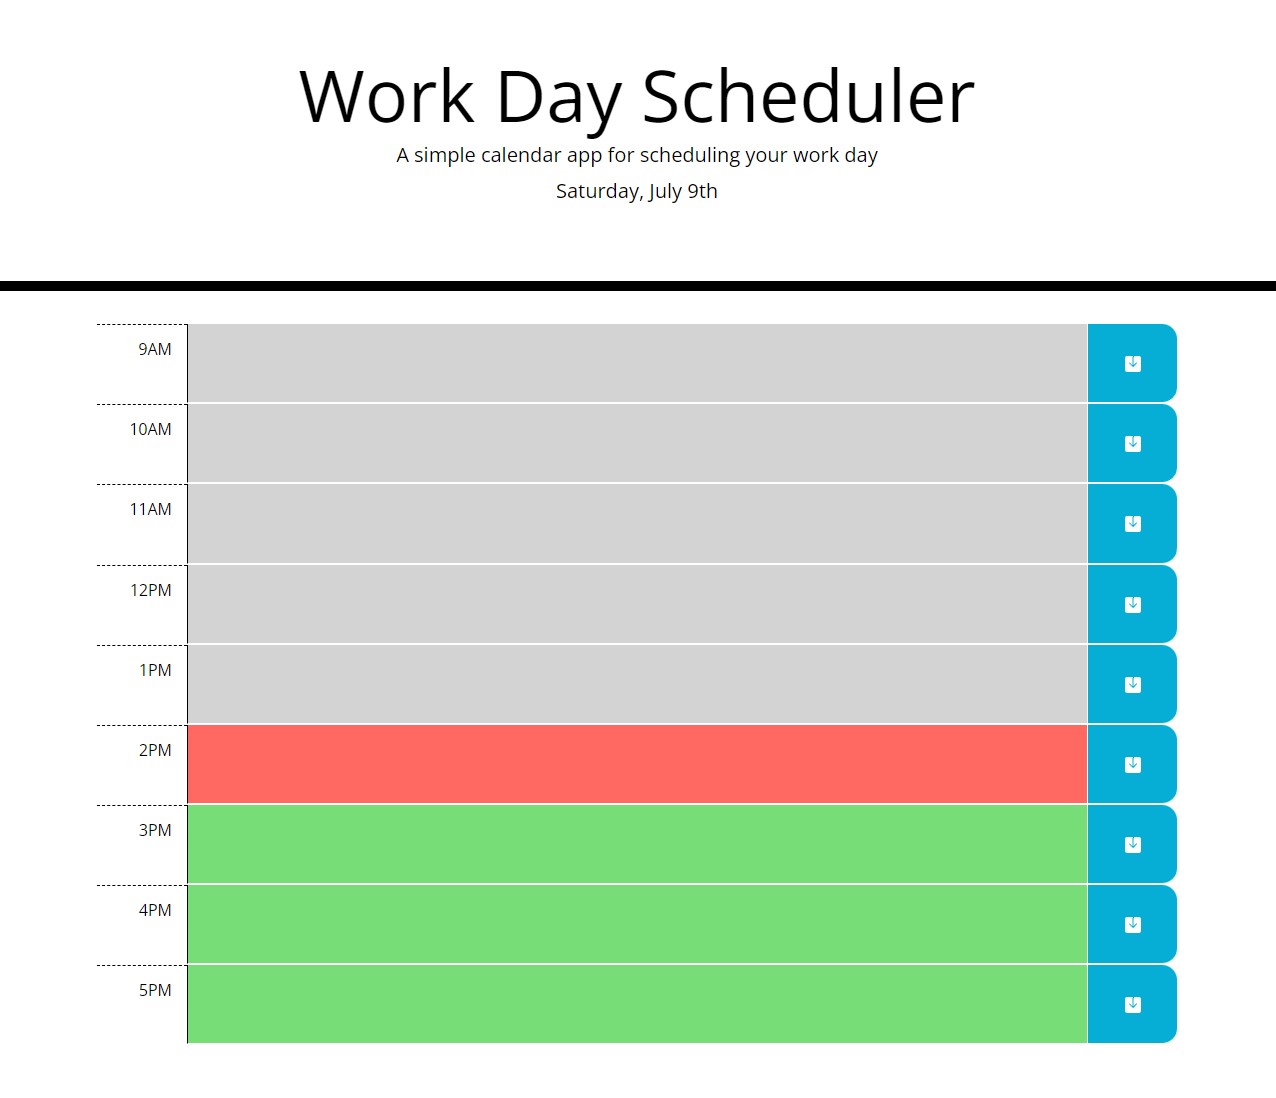 Work Day Scheduler
A simple calendar app for scheduling your work day
Saturday, July 9th
9AM
10AM
11AM
12PM
1PM
2PM
3PM
4PM
5PM